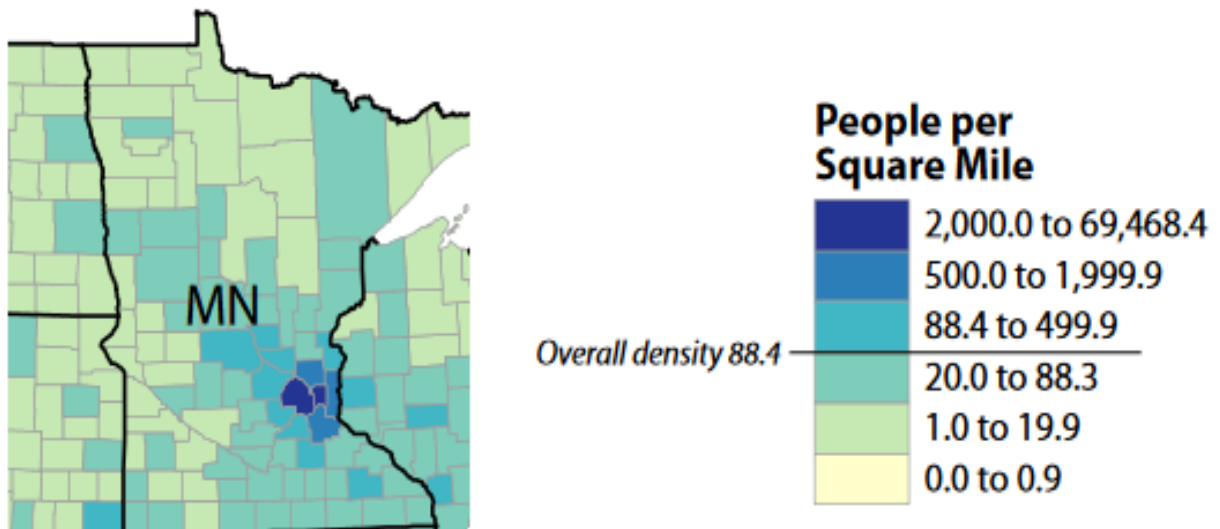 MN
People per
Square Mile
2,000.0 to 69,468.4
500.0 to 1,999.9
88.4 to 499.9
Overall density 88.4
20.0 to 88.3
1.0 to 19.9
0.0 to 0.9